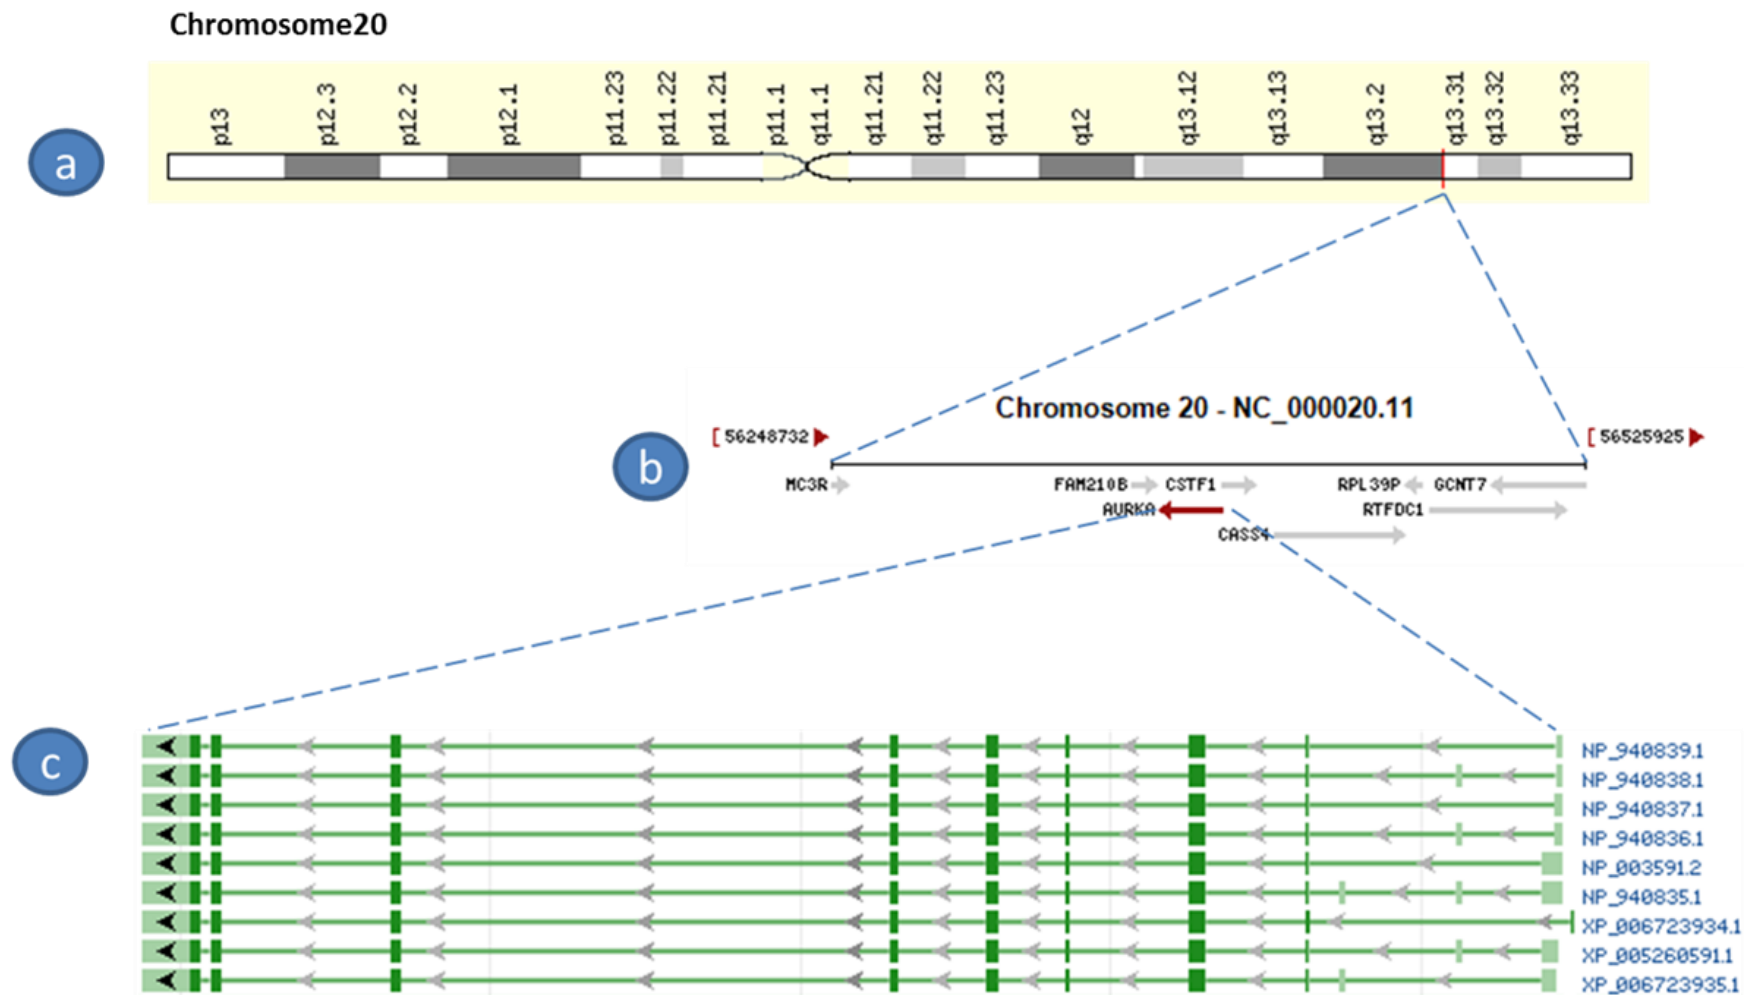 Chromosome20
p13 p12.3 p12.2 p12.1 p11.23 p11.22 p11.21 p11.1 q11.1 q11.21 q11.22 q11.23 q12 q13.12 q13.13 q13.2 q13.31 q13.32 q13.33
a
Chromosome 20 - NC_000020.11
[ 56248732 [ 56525925
b
MC3R FAM210B CSTF1 RPL39P GCNT7
AURKA RTFDC1
CASS4
c
NP_940839.1
NP_940838.1
NP_940837.1
NP_940836.1
NP_003591.2
NP_940835.1
XP_006723934.1
XP_005260591.1
XP_006723935.1